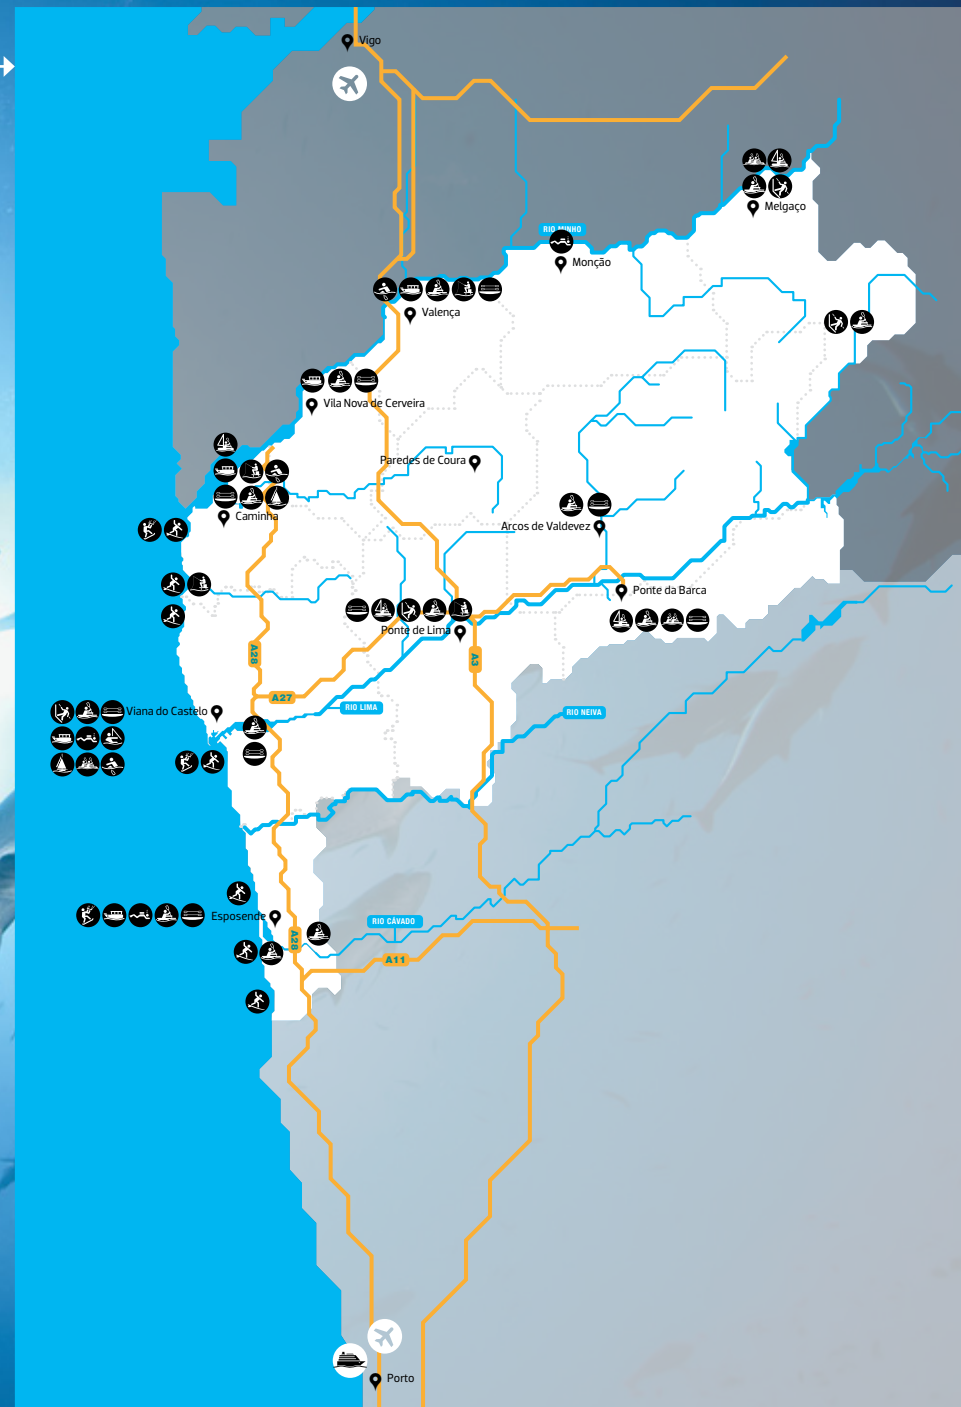 Vigo
Melgaço
RIO MINHO
Monção
Valença
Vila Nova de Cerveira
Paredes de Coura
Caminha
Arcos de Valdevez
Ponte da Barca
Ponte de Lima
A28
A3
A27
RIO LIMA
Viana do Castelo
RIO NEIVA
Esposende
RIO CÁVADO
A28
A11
Porto